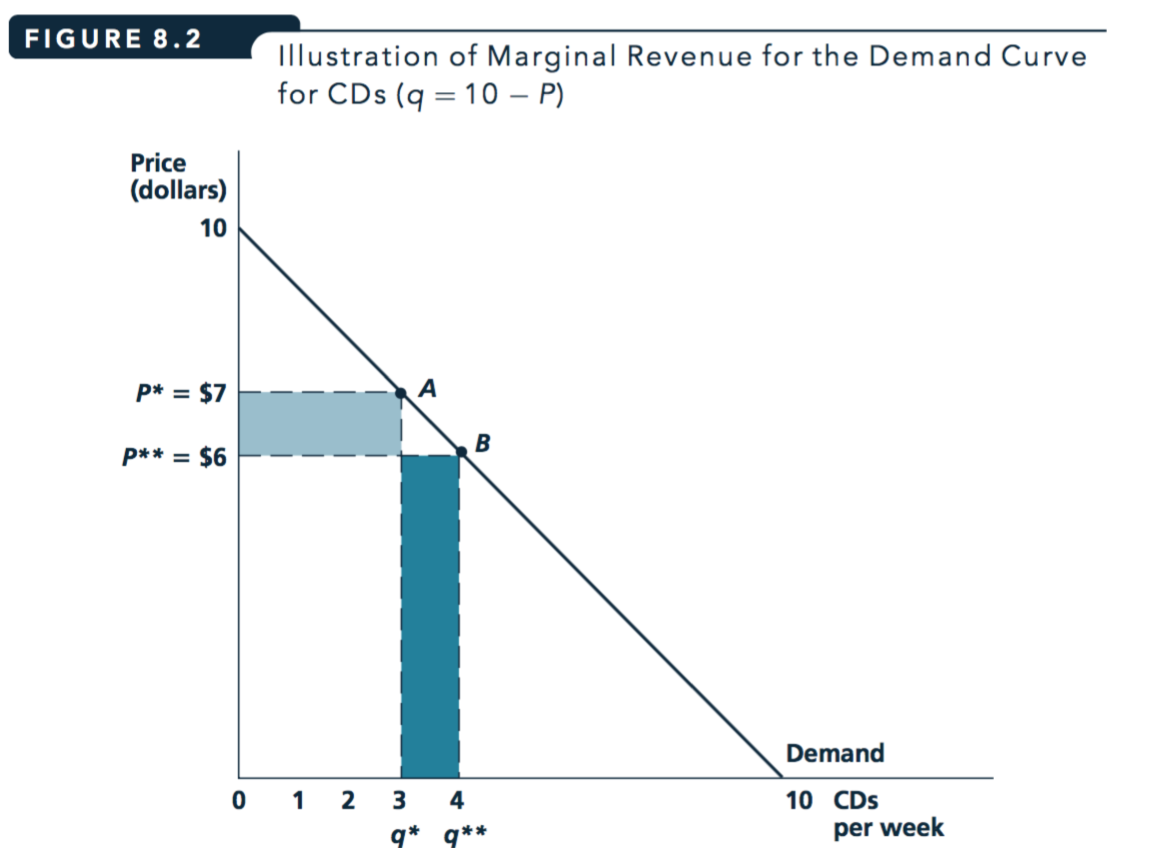 FIGURE 8.2
Illustration of Marginal Revenue for the Demand Curve
for CDs (q = 10 – P)
Price
(dollars)
10
P* = $7
A
P** = $6
B
Demand
0 1 2 3 4 10 CDs
q* q** per week